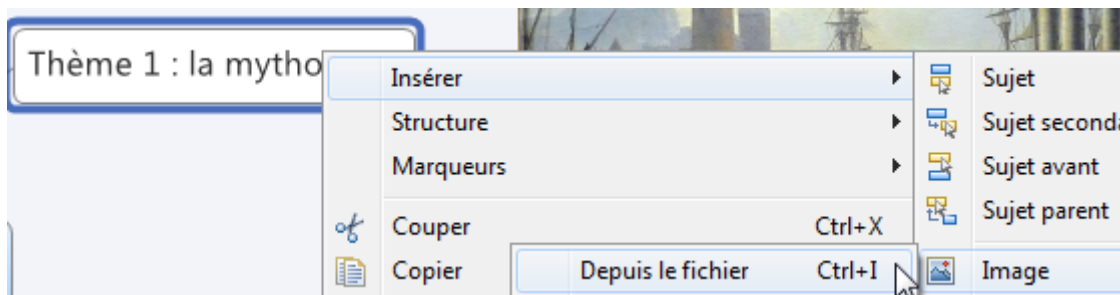 Thème 1 : la mytho
Insérer
Sujet
Structure
Sujet seconda
Marqueurs
Sujet avant
Sujet parent
Couper Ctrl+X
Copier
Depuis le fichier Ctrl+I
Image